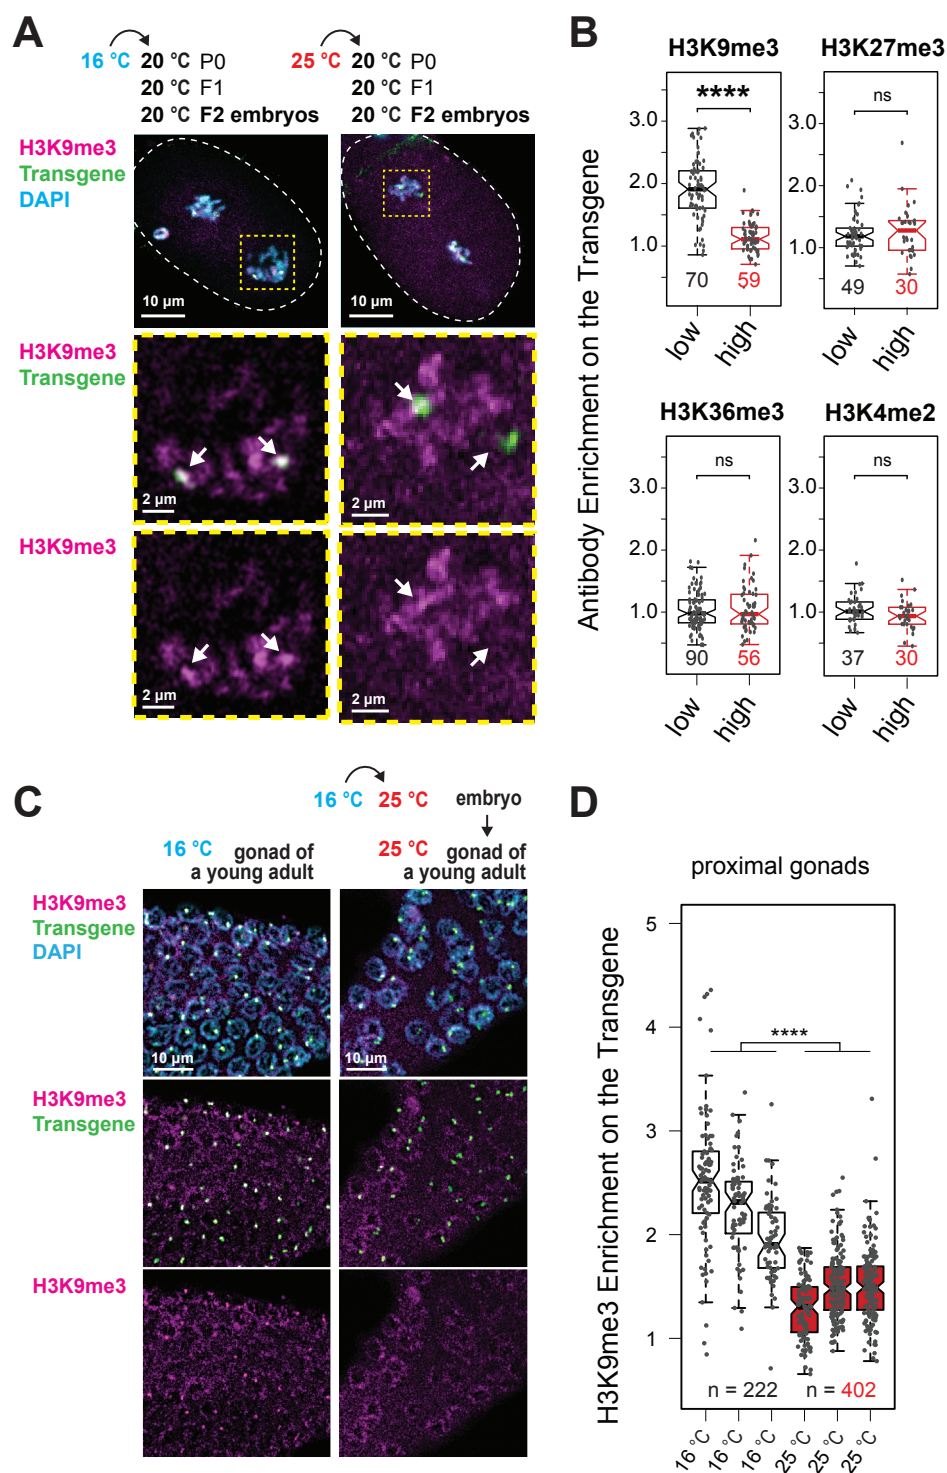 A
16 °C 20 °C P0
20 °C F1
20 °C F2 embryos
25 °C 20 °C P0
20 °C F1
20 °C F2 embryos
H3K9me3
Transgene
DAPI
10 µm
10 µm
H3K9me3
Transgene
2 µm
2 µm
H3K9me3
2 µm
2 µm
B
Antibody Enrichment on the Transgene
H3K9me3
****
3.0
2.0
1.0
70
59
low
high
H3K27me3
ns
3.0
2.0
1.0
49
30
low
high
H3K36me3
ns
3.0
2.0
1.0
90
56
low
high
H3K4me2
ns
3.0
2.0
1.0
37
30
low
high
C
16 °C 25 °C embryo
16 °C gonad of
a young adult
25 °C gonad of
a young adult
H3K9me3
Transgene
DAPI
10 µm
10 µm
H3K9me3
Transgene
H3K9me3
D
proximal gonads
H3K9me3 Enrichment on the Transgene
5
4
3
2
1
****
n = 222
n = 402
16 °C
16 °C
16 °C
25 °C
25 °C
25 °C